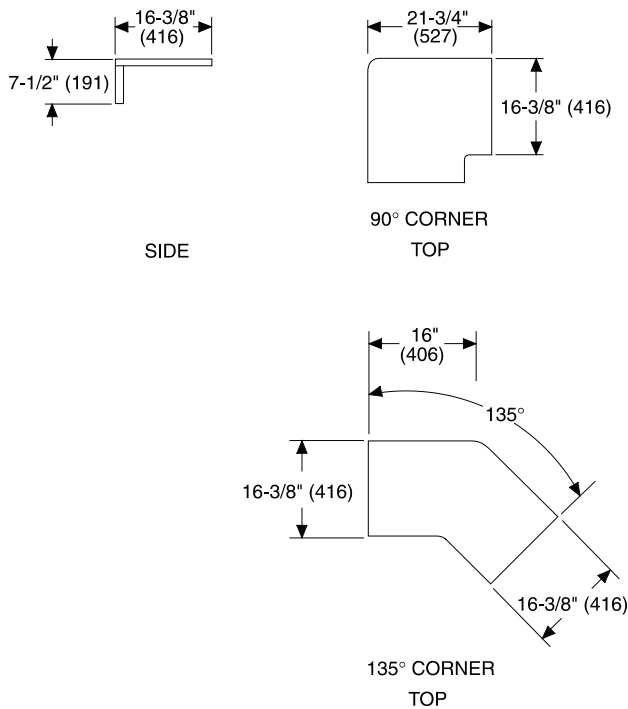 16-3/8"
(416)
7-1/2" (191)
SIDE
21-3/4"
(527)
16-3/8" (416)
90° CORNER
TOP
16"
(406)
135°
16-3/8" (416)
16-3/8" (416)
135° CORNER
TOP